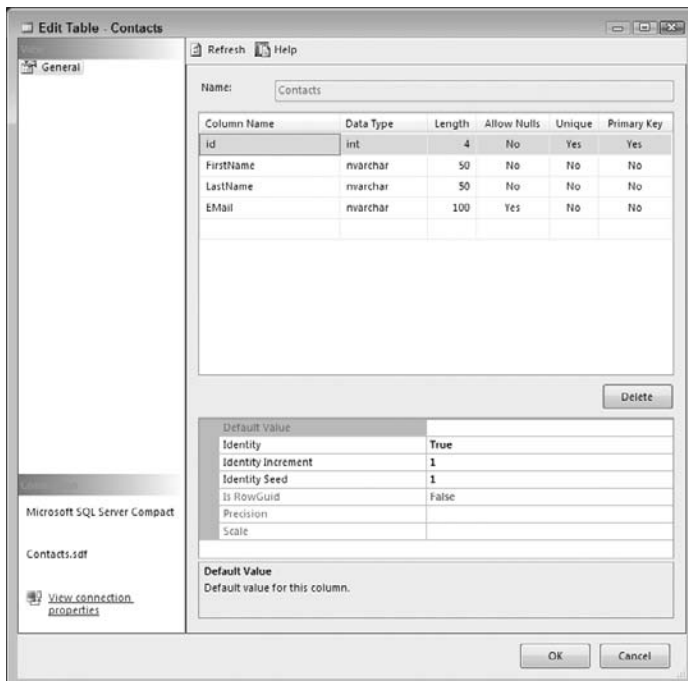 Edit Table - Contacts
View
General
Refresh Help
Name: Contacts
Column Name Data Type Length Allow Nulls Unique Primary Key
id int 4 No Yes Yes
FirstName nvarchar 50 No No No
LastName nvarchar 50 No No No
EMail nvarchar 100 Yes No No
Delete
Default Value
Identity True
Identity Increment 1
Identity Seed 1
Is RowGuid False
Precision
Scale
Default Value
Default value for this column.
Microsoft SQL Server Compact
Contacts.sdf
View connection
properties
OK Cancel